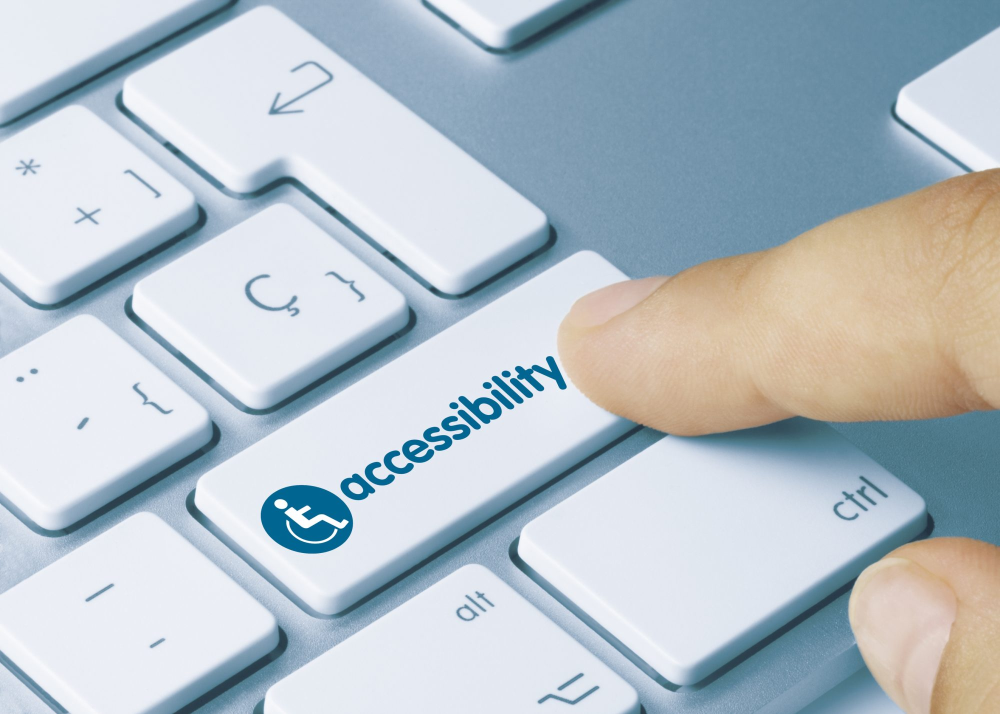 * ]
+
Ç }
¨ {
´
accessibility
_
-
ctrl
alt
⌥